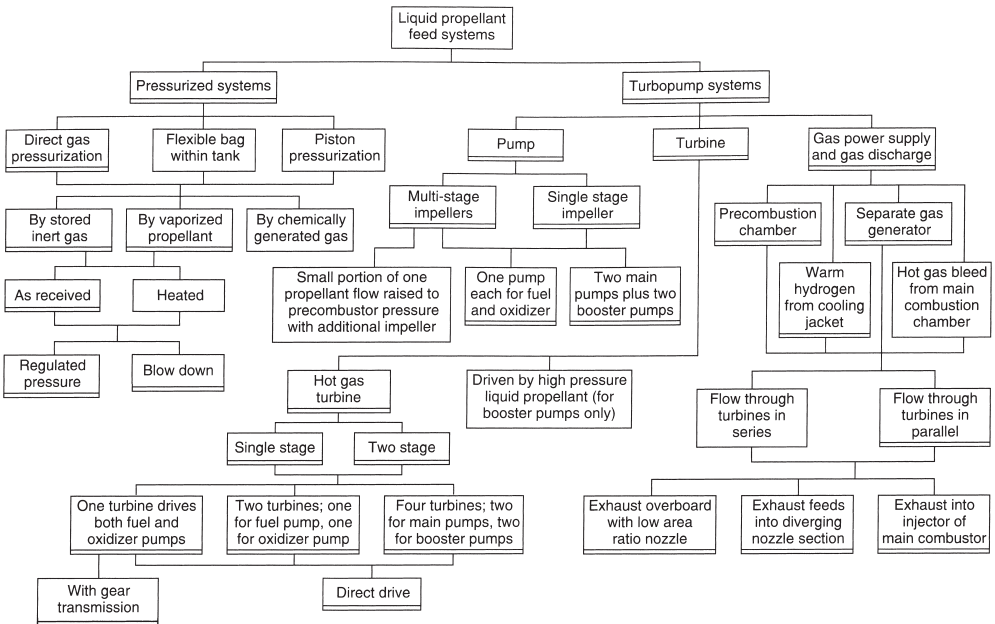 Liquid propellant
feed systems
Pressurized systems
Turbopump systems
Direct gas
pressurization
Flexible bag
within tank
Piston
pressurization
Pump
Turbine
Gas power supply
and gas discharge
Multi-stage
impellers
Single stage
impeller
Precombustion
chamber
Separate gas
generator
By stored
inert gas
By vaporized
propellant
By chemically
generated gas
Warm
hydrogen
from cooling
jacket
Hot gas bleed
from main
combustion
chamber
As received
Heated
Small portion of one
propellant flow raised to
precombustor pressure
with additional impeller
One pump
each for fuel
and oxidizer
Two main
pumps plus two
booster pumps
Regulated
pressure
Blow down
Hot gas
turbine
Driven by high pressure
liquid propellant (for
booster pumps only)
Flow through
turbines in
series
Flow through
turbines in
parallel
Single stage
Two stage
One turbine drives
both fuel and
oxidizer pumps
Two turbines; one
for fuel pump, one
for oxidizer pump
Four turbines; two
for main pumps, two
for booster pumps
Exhaust overboard
with low area
ratio nozzle
Exhaust feeds
into diverging
nozzle section
Exhaust into
injector of
main combustor
With gear
transmission
Direct drive